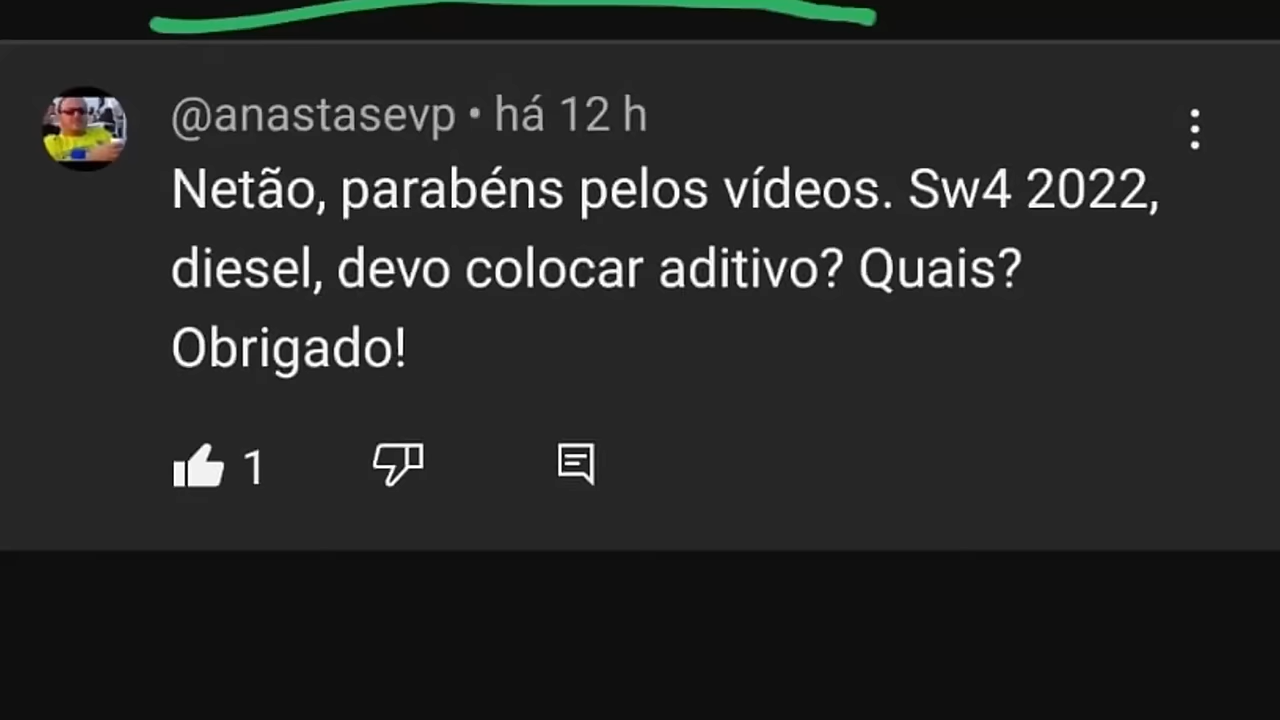 @anastasevp • há 12 h
Netão, parabéns pelos vídeos. Sw4 2022,
diesel, devo colocar aditivo? Quais?
Obrigado!
1